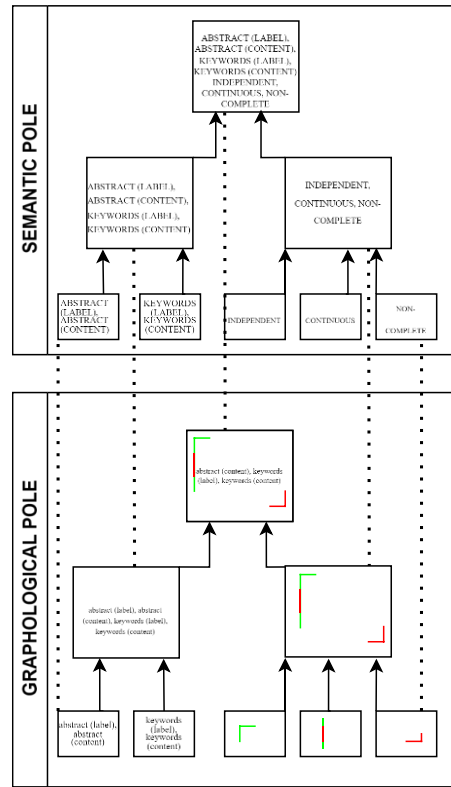 SEMANTIC POLE
ABSTRACT (LABEL),
ABSTRACT (CONTENT),
KEYWORDS (LABEL),
KEYWORDS (CONTENT)
INDEPENDENT,
CONTINUOUS, NON-
COMPLETE
ABSTRACT (LABEL),
ABSTRACT (CONTENT),
KEYWORDS (LABEL),
KEYWORDS (CONTENT)
INDEPENDENT,
CONTINUOUS, NON-
COMPLETE
ABSTRACT
(LABEL),
ABSTRACT
(CONTENT)
KEYWORDS
(LABEL),
KEYWORDS
(CONTENT)
INDEPENDENT
CONTINUOUS
NON-
COMPLETE
GRAPHOLOGICAL POLE
abstract (content), keywords
(label), keywords (content)
abstract (label), abstract
(content), keywords (label),
keywords (content)
abstract (label),
abstract
(content)
keywords
(label),
keywords
(content)